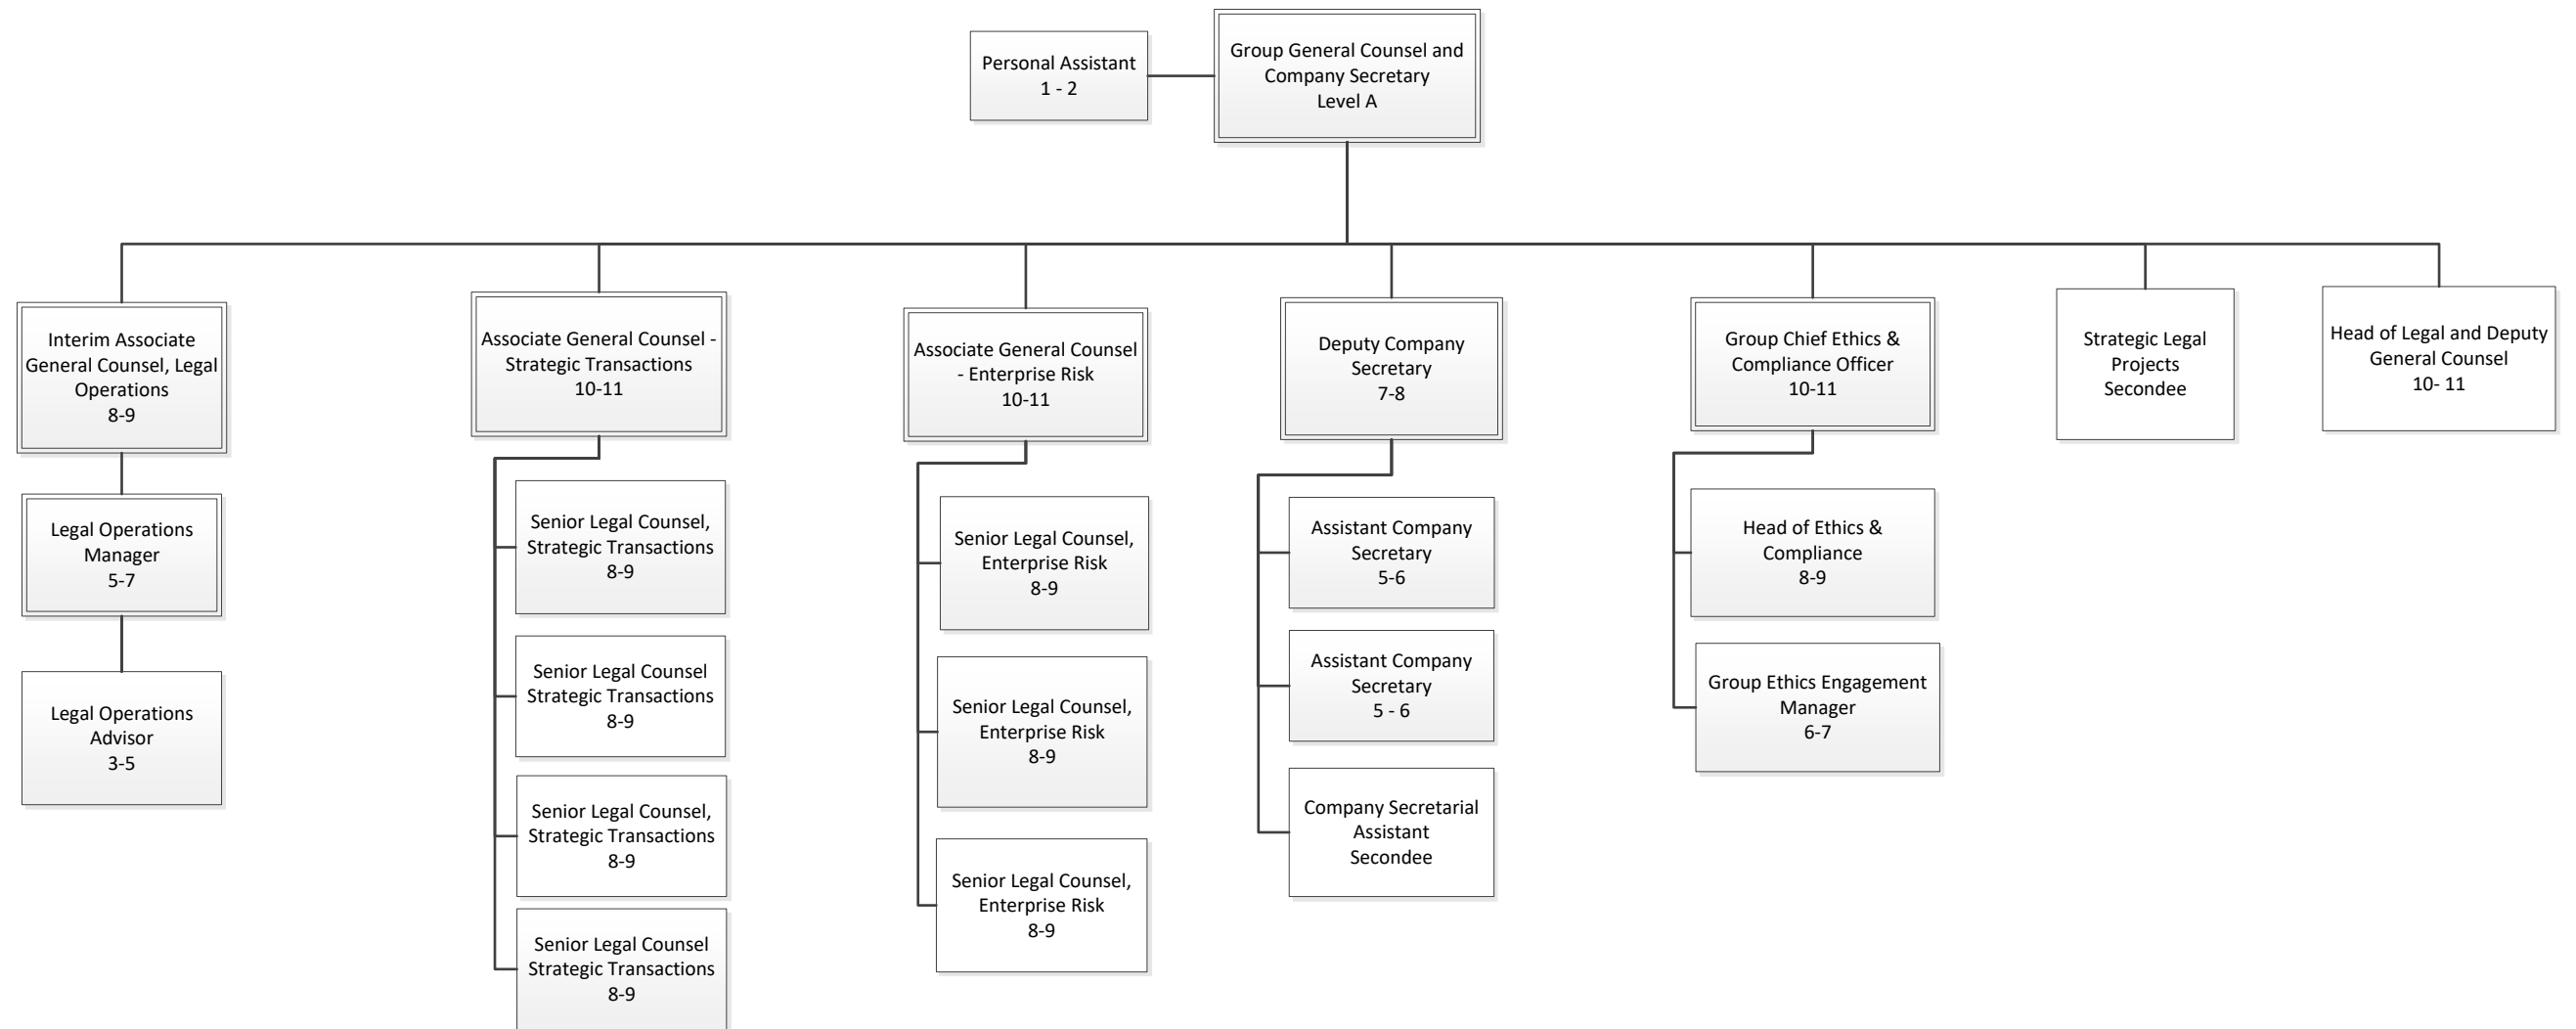 Personal Assistant
1 - 2
Group General Counsel and
Company Secretary
Level A
Interim Associate
General Counsel, Legal
Operations
8-9
Associate General Counsel -
Strategic Transactions
10-11
Associate General Counsel
- Enterprise Risk
10-11
Deputy Company
Secretary
7-8
Group Chief Ethics &
Compliance Officer
10-11
Strategic Legal
Projects
Secondee
Head of Legal and Deputy
General Counsel
10- 11
Legal Operations
Manager
5-7
Legal Operations
Advisor
3-5
Senior Legal Counsel,
Strategic Transactions
8-9
Senior Legal Counsel
Strategic Transactions
8-9
Senior Legal Counsel,
Strategic Transactions
8-9
Senior Legal Counsel
Strategic Transactions
8-9
Senior Legal Counsel,
Enterprise Risk
8-9
Senior Legal Counsel,
Enterprise Risk
8-9
Senior Legal Counsel,
Enterprise Risk
8-9
Assistant Company
Secretary
5-6
Assistant Company
Secretary
5 - 6
Company Secretarial
Assistant
Secondee
Head of Ethics &
Compliance
8-9
Group Ethics Engagement
Manager
6-7